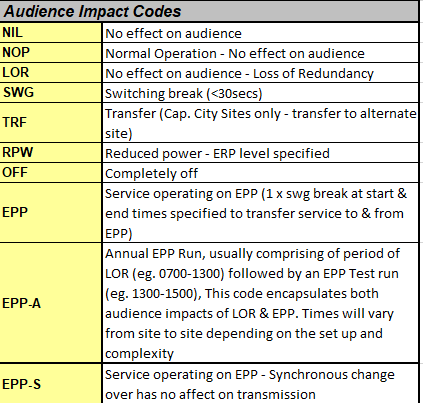 Audience Impact Codes
NIL No effect on audience
NOP Normal Operation - No effect on audience
LOR No effect on audience - Loss of Redundancy
SWG Switching break (<30secs)
TRF Transfer (Cap. City Sites only - transfer to alternate
site)
RPW Reduced power - ERP level specified
OFF Completely off
EPP Service operating on EPP (1 x swg break at start &
end times specified to transfer service to & from
EPP)
EPP-A Annual EPP Run, usually comprising of period of
LOR (eg. 0700-1300) followed by an EPP Test run
(eg. 1300-1500), This code encapsulates both
audience impacts of LOR & EPP. Times will vary
from site to site depending on the set up and
complexity
EPP-S Service operating on EPP - Synchronous change
over has no affect on transmission